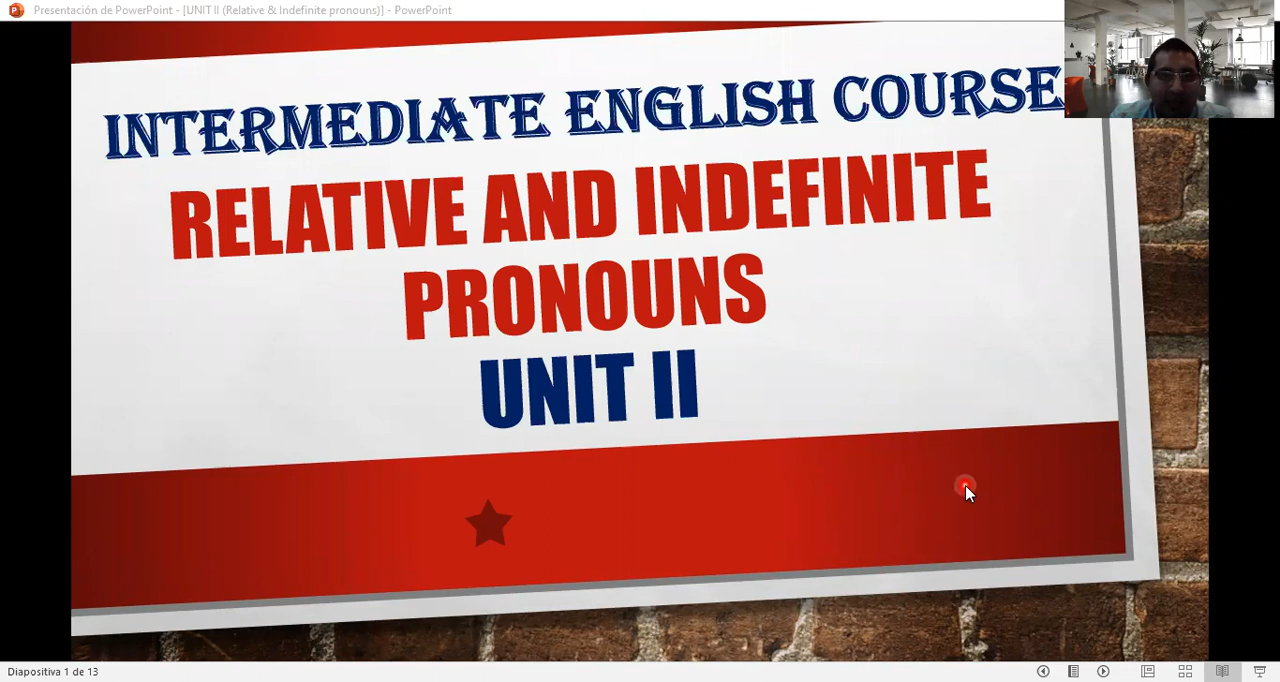 Presentación de PowerPoint - [UNIT II (Relative & Indefinite pronouns)] - PowerPoint
INTERMEDIATE ENGLISH COURSE
RELATIVE AND INDEFINITE
PRONOUNS
UNIT II
Diapositiva 1 de 13